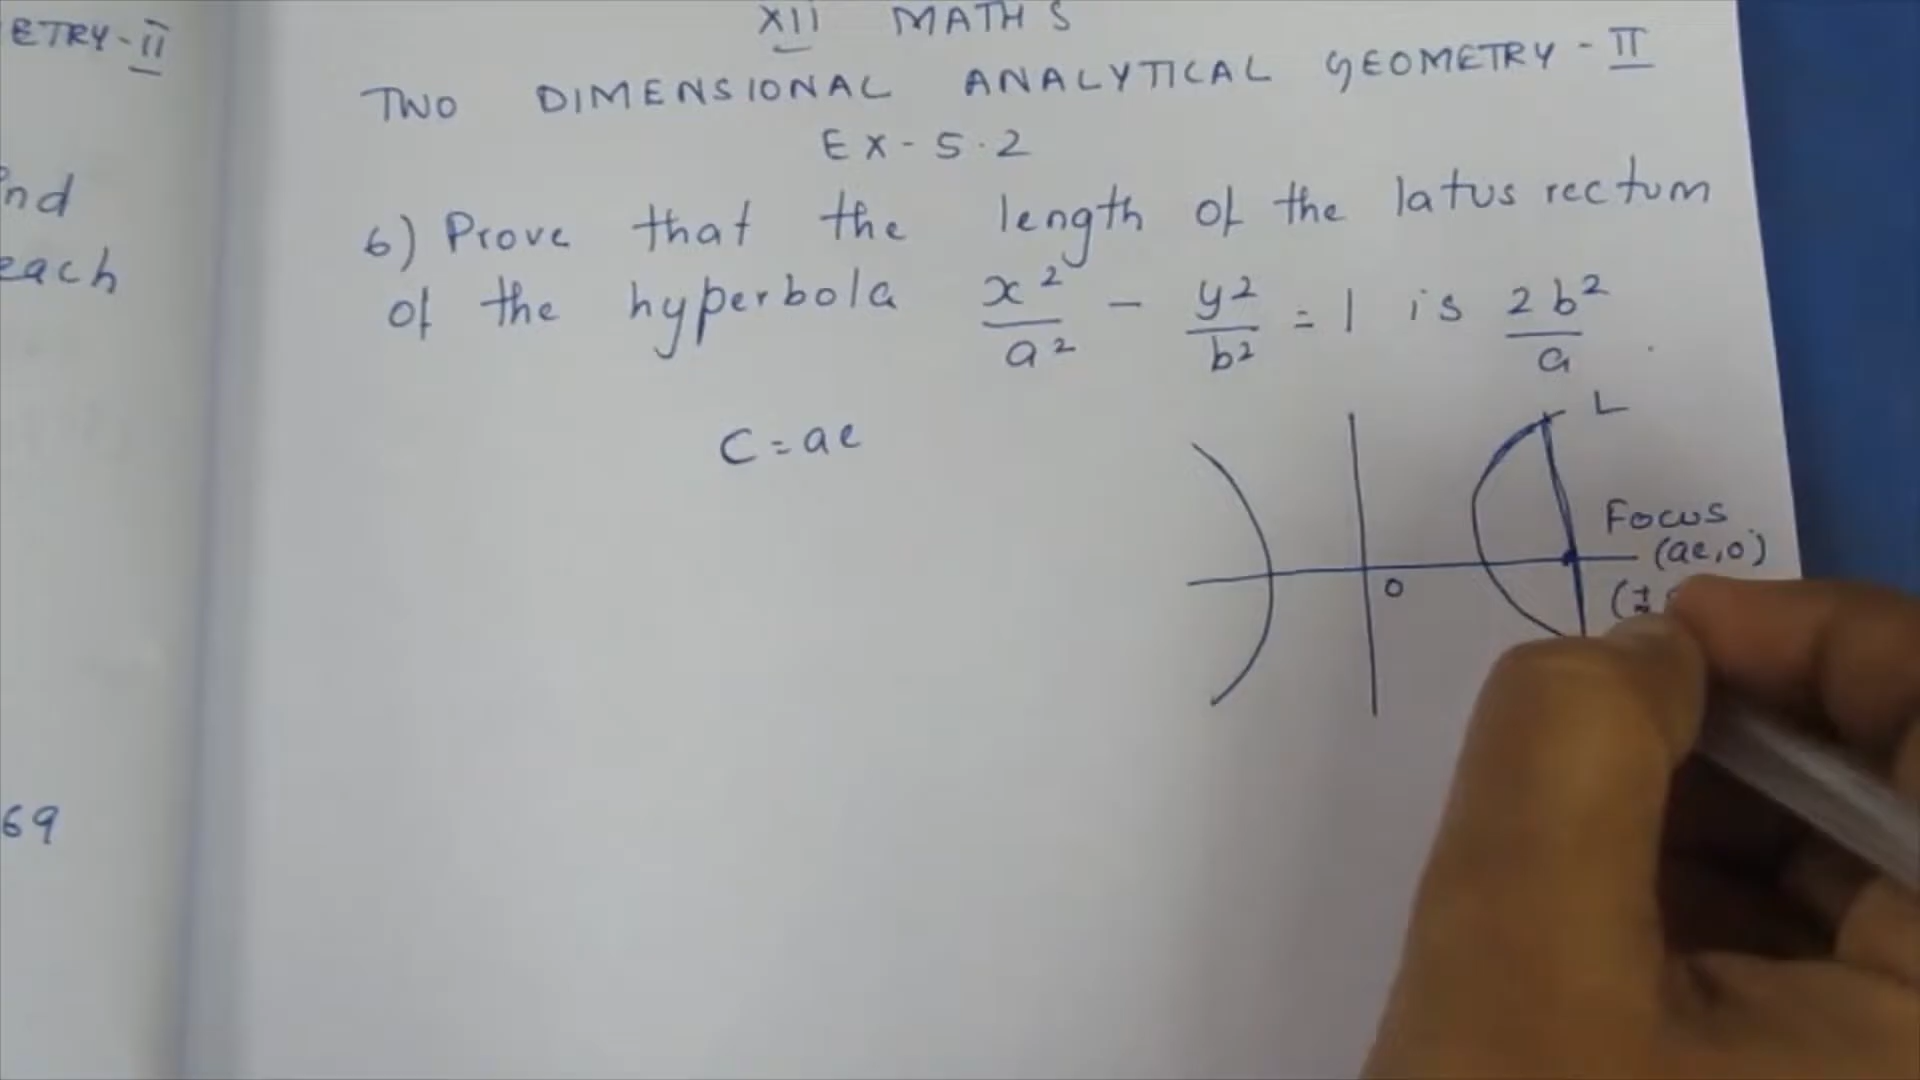 ETRY-II
nd
each
69
XII MATHS
TWO DIMENSIONAL ANALYTICAL GEOMETRY-II
EX-5.2
6) Prove that the length of the latus rectum
of the hyperbola x²/a² - y²/b² = 1 is 2b²/a.
C = ae
L
Focus
(ae,0)
O
(±